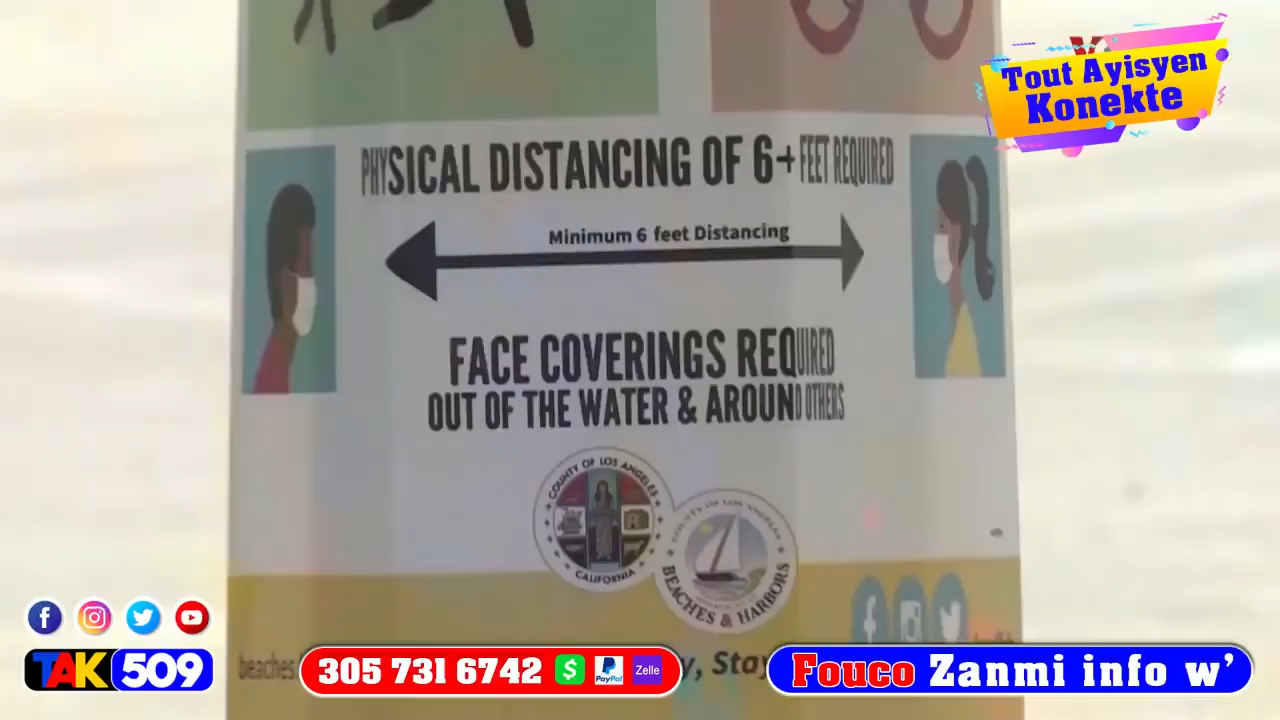 Tout Ayisyen
Konekte
PHYSICAL DISTANCING OF 6+ FEET REQUIRED
Minimum 6 feet Distancing
FACE COVERINGS REQUIRED
OUT OF THE WATER & AROUND OTHERS
COUNTY OF LOS ANGELES
CALIFORNIA
COUNTY OF LOS ANGELES
BEACHES & HARBORS
beaches.
y, Stay
TAK 509
305 731 6742 $ PayPal Zelle
Fouco Zanmi info w'